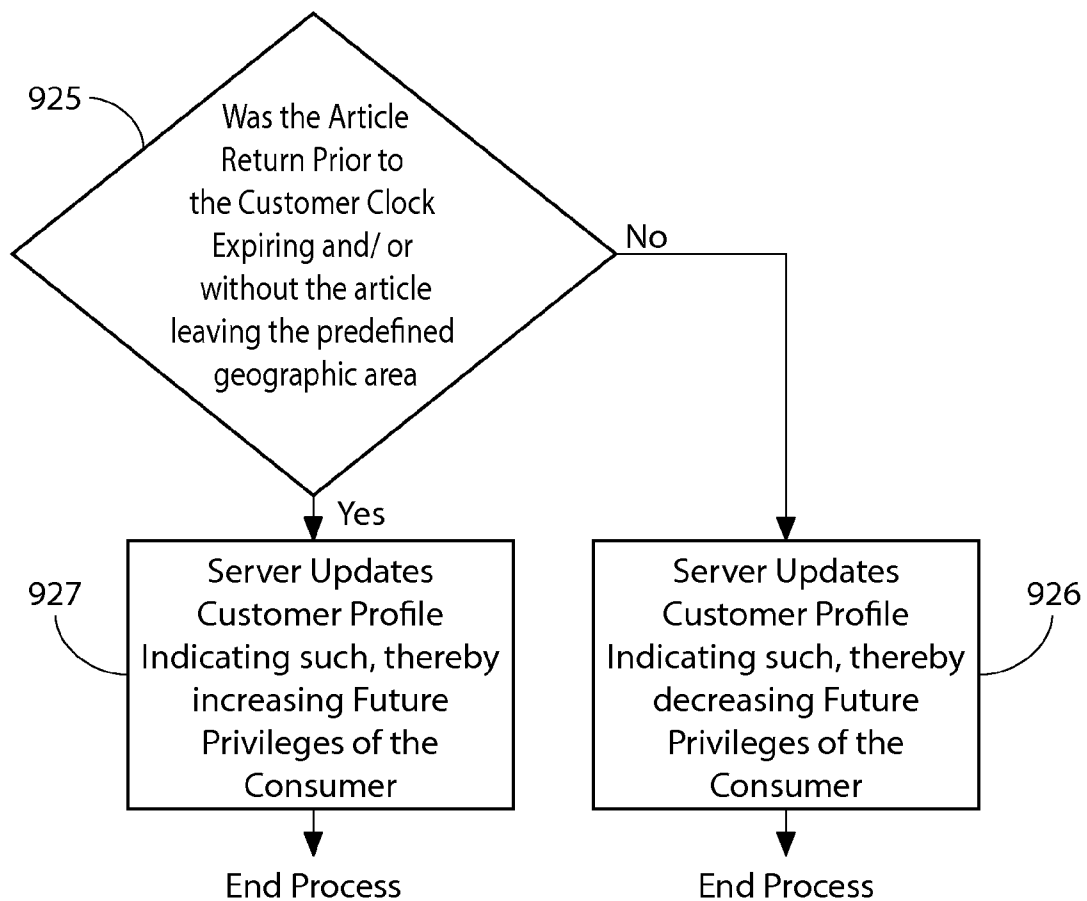 925
Was the Article
Return Prior to
the Customer Clock
Expiring and/ or
without the article
leaving the predefined
geographic area
No
Yes
927
Server Updates
Customer Profile
Indicating such, thereby
increasing Future
Privileges of the
Consumer
End Process
Server Updates
Customer Profile
Indicating such, thereby
decreasing Future
Privileges of the
Consumer
926
End Process